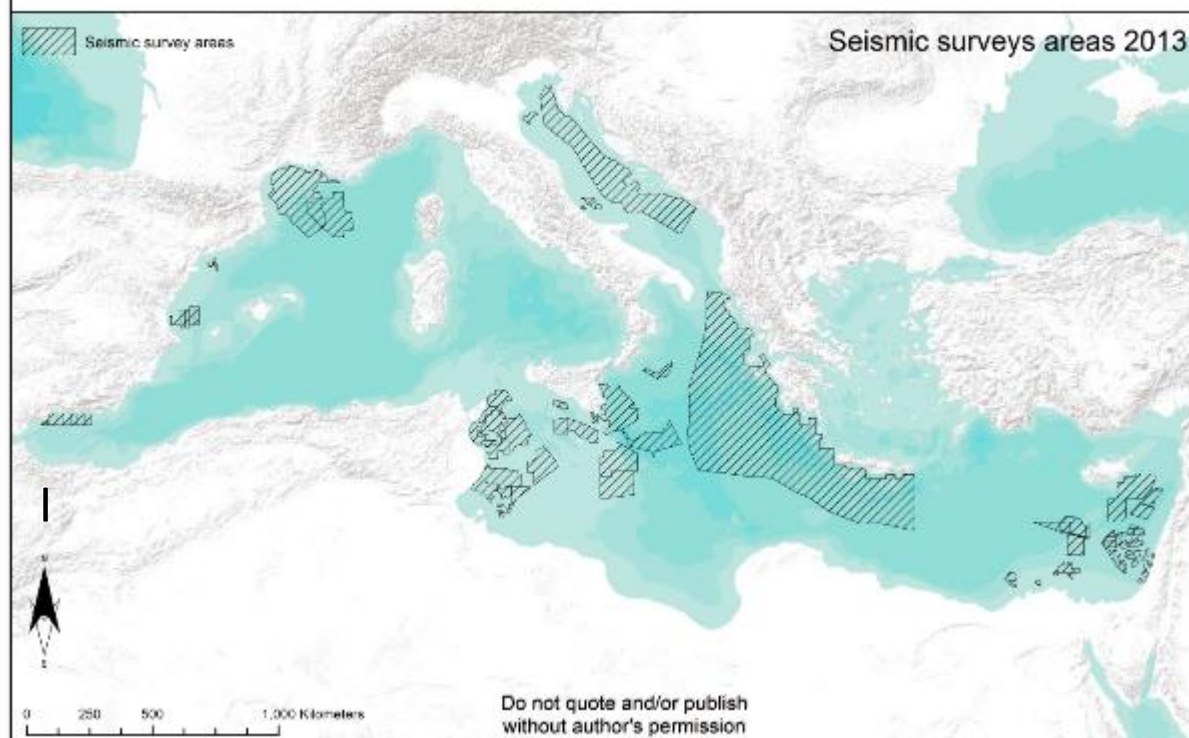 Seismic survey areas
Seismic surveys areas 2013
0 250 500 1,000 Kilometers
Do not quote and/or publish
without author's permission